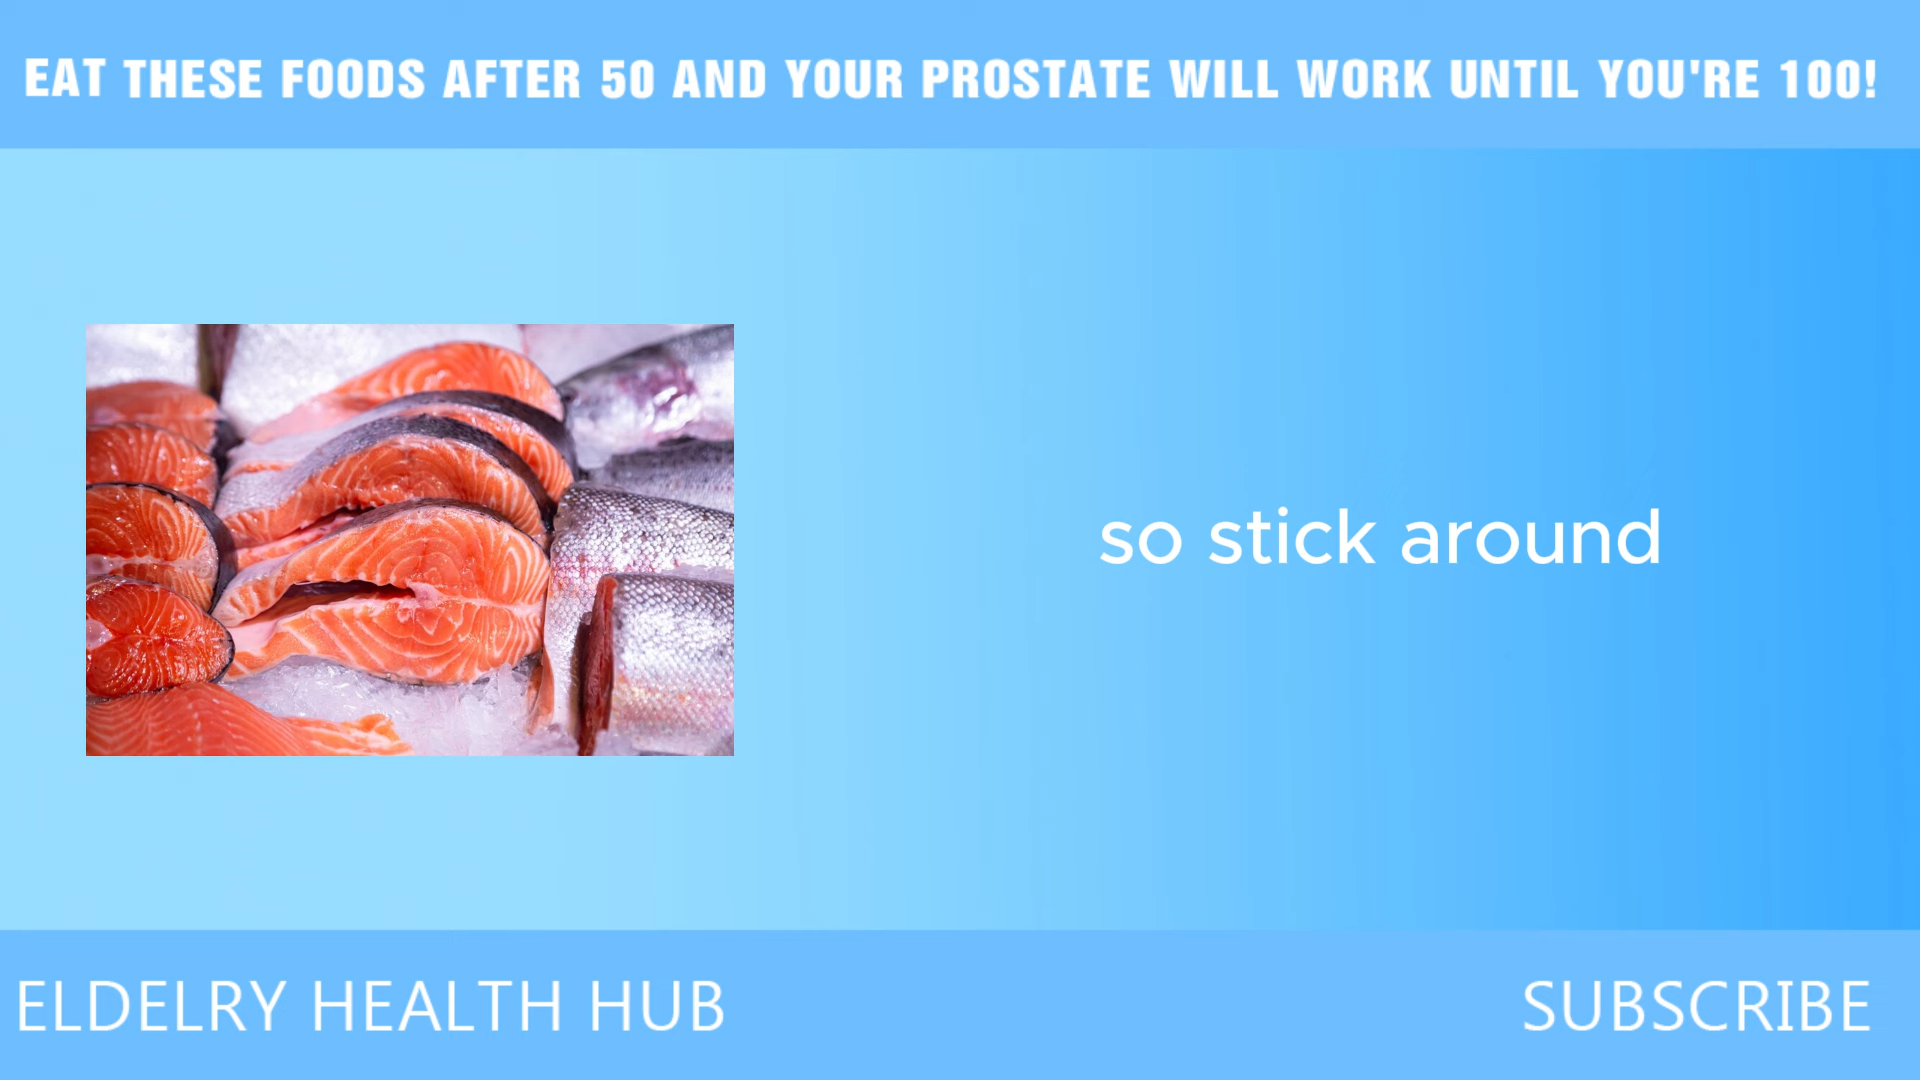 EAT THESE FOODS AFTER 50 AND YOUR PROSTATE WILL WORK UNTIL YOU'RE 100!
so stick around
ELDELRY HEALTH HUB
SUBSCRIBE